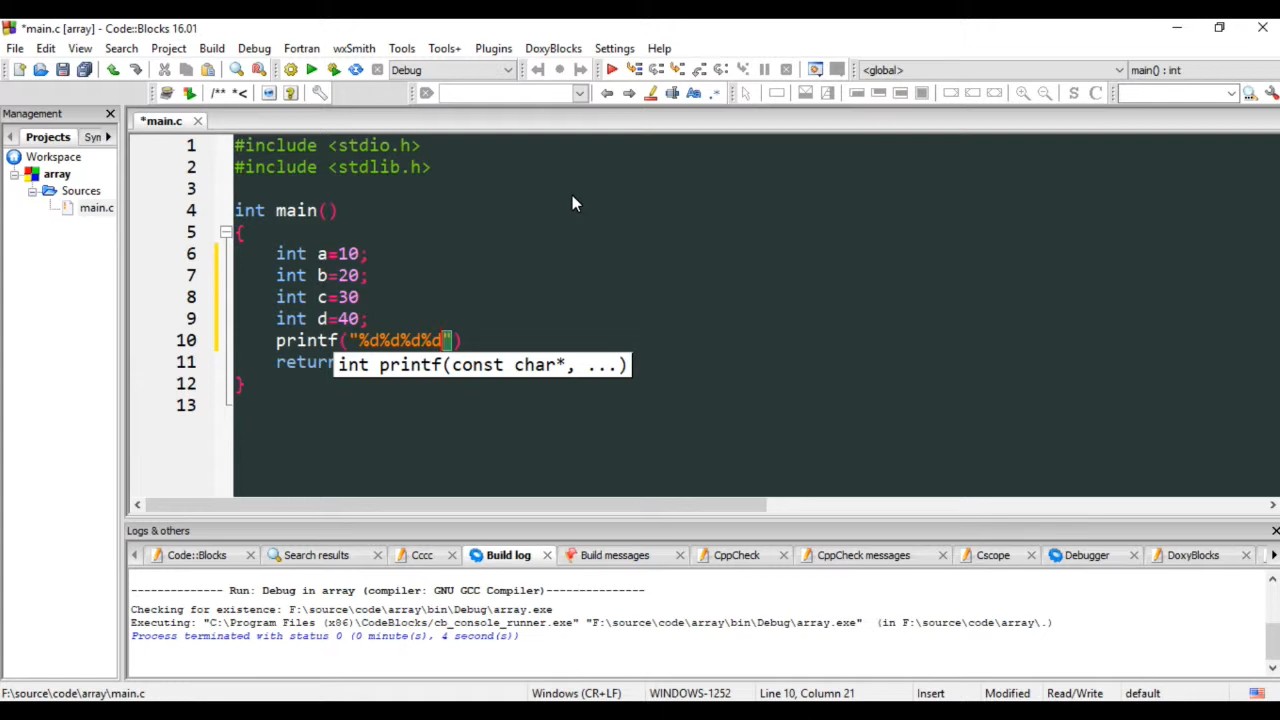 *main.c [array] - Code::Blocks 16.01
File Edit View Search Project Build Debug Fortran wxSmith Tools Tools+ Plugins DoxyBlocks Settings Help
Debug <global> main() : int
/** *< Aa .* S C
Management
Projects Syn
*main.c
Workspace
array
Sources
main.c
1 #include <stdio.h>
2 #include <stdlib.h>
3
4 int main()
5 {
6 int a=10;
7 int b=20;
8 int c=30
9 int d=40;
10 printf("%d%d%d%d")
11 return
int printf(const char*, ...)
12 }
13
Logs & others
Code::Blocks Search results Cccc Build log Build messages CppCheck CppCheck messages Cscope Debugger DoxyBlocks
-------------- Run: Debug in array (compiler: GNU GCC Compiler)---------------
Checking for existence: F:\source\code\array\bin\Debug\array.exe
Executing: "C:\Program Files (x86)\CodeBlocks/cb_console_runner.exe" "F:\source\code\array\bin\Debug\array.exe"  (in F:\source\code\array\.)
Process terminated with status 0 (0 minute(s), 4 second(s))
F:\source\code\array\main.c Windows (CR+LF) WINDOWS-1252 Line 10, Column 21 Insert Modified Read/Write default